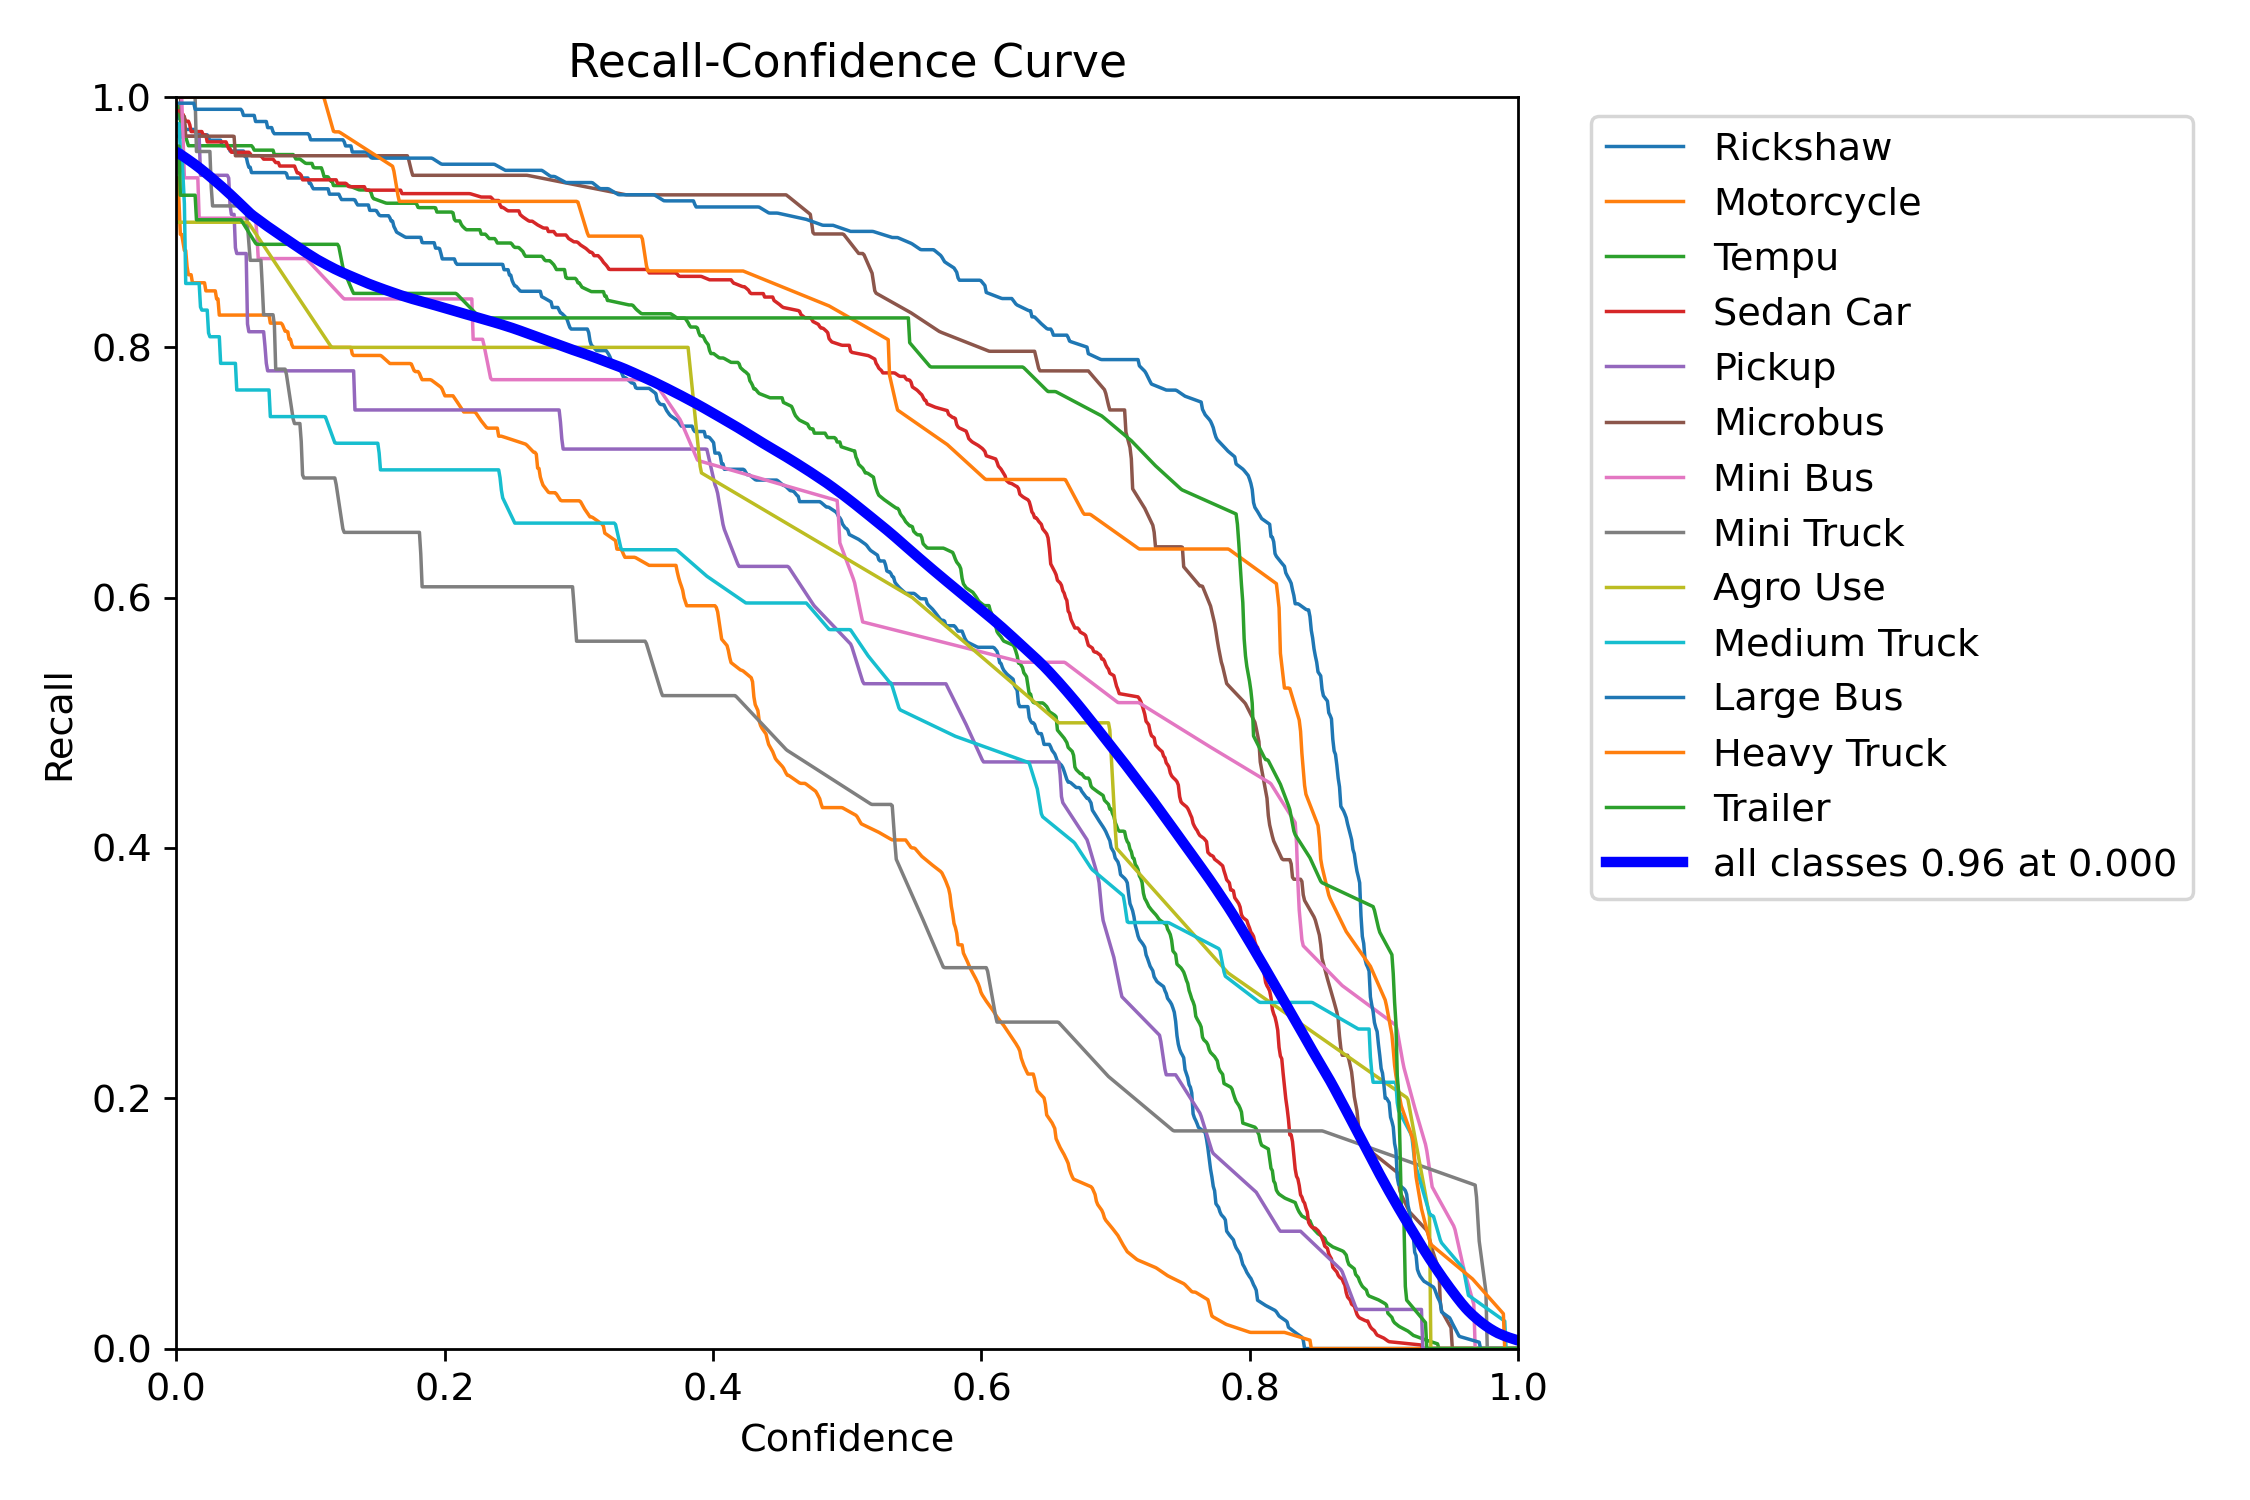 Recall-Confidence Curve
1.0
0.8
0.6
0.4
0.2
0.0
Recall
0.0 0.2 0.4 0.6 0.8 1.0
Confidence
Rickshaw
Motorcycle
Tempu
Sedan Car
Pickup
Microbus
Mini Bus
Mini Truck
Agro Use
Medium Truck
Large Bus
Heavy Truck
Trailer
all classes 0.96 at 0.000